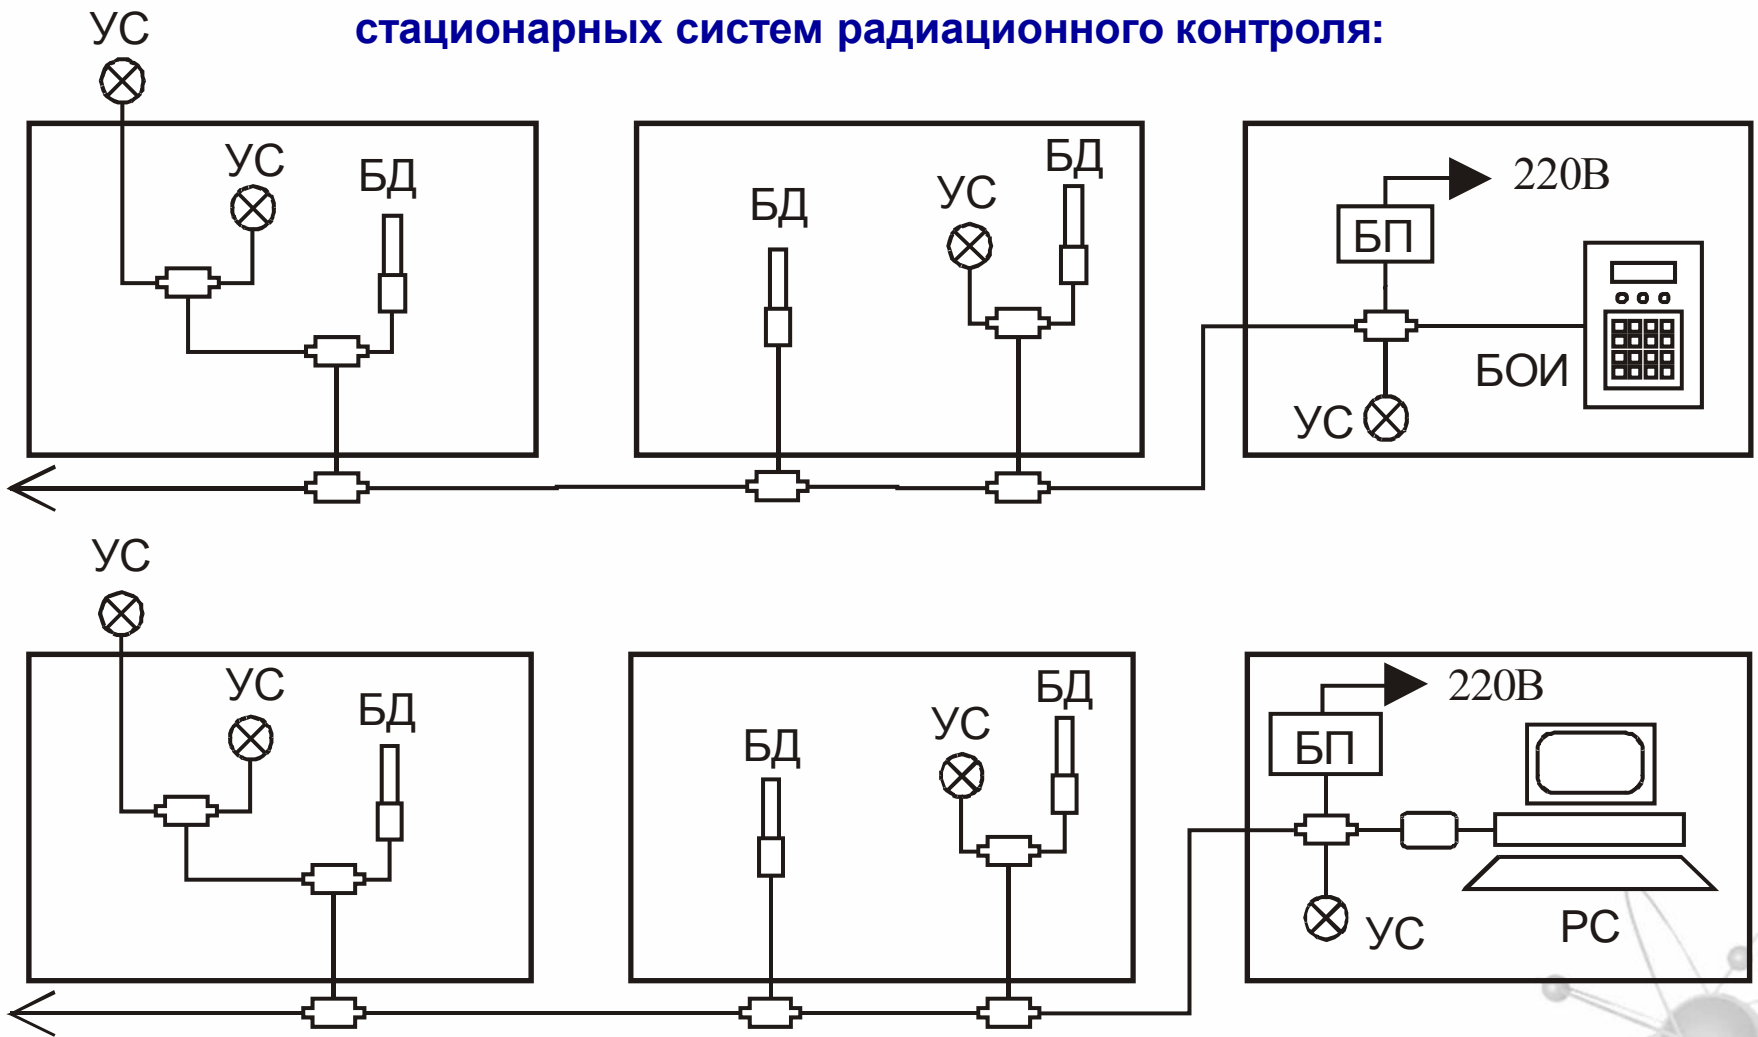 стационарных систем радиационного контроля:
УС
УС
БД
БД
УС
БД
220В
БП
БОИ
УС
УС
УС
БД
БД
УС
БД
220В
БП
УС
РС